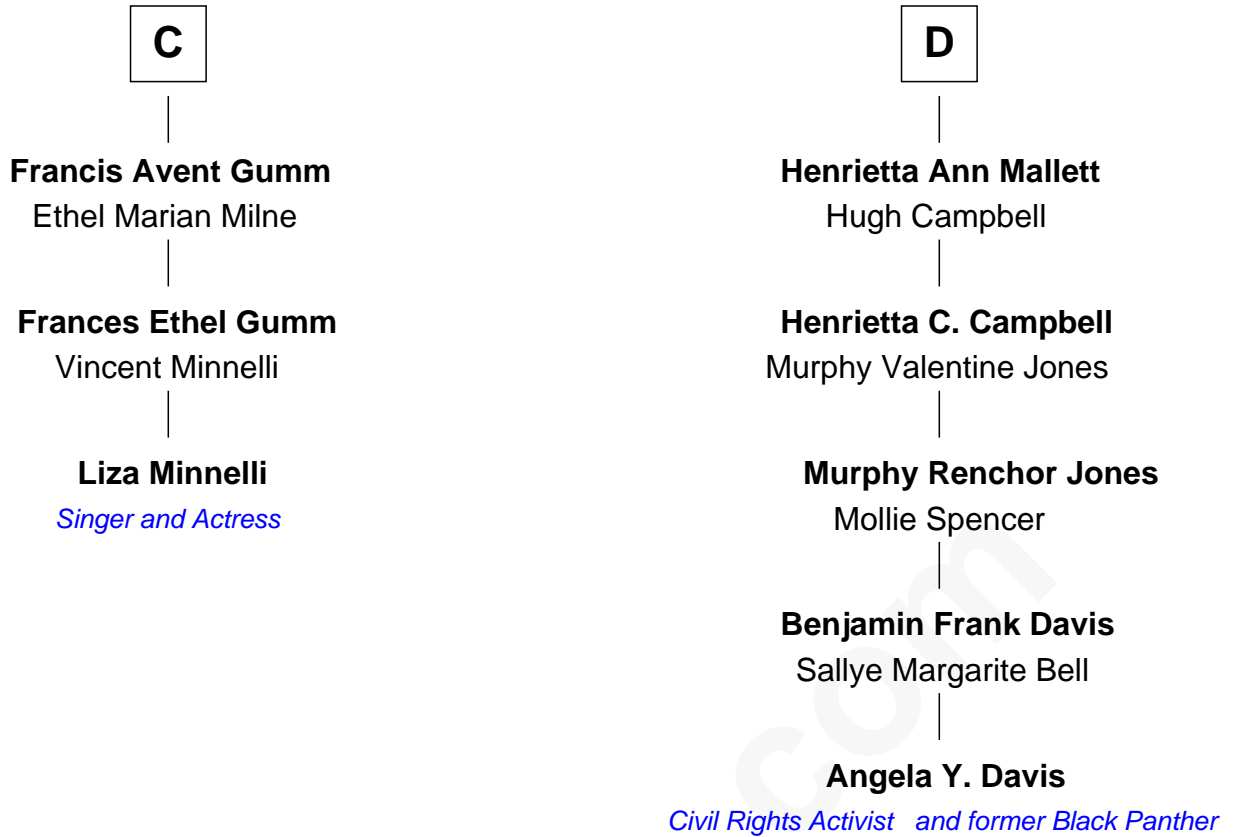 C
Francis Avent Gumm
Ethel Marian Milne
Frances Ethel Gumm
Vincent Minnelli
Liza Minnelli
Singer and Actress
D
Henrietta Ann Mallett
Hugh Campbell
Henrietta C. Campbell
Murphy Valentine Jones
Murphy Renchor Jones
Mollie Spencer
Benjamin Frank Davis
Sallye Margarite Bell
Angela Y. Davis
Civil Rights Activist and former Black Panther
com